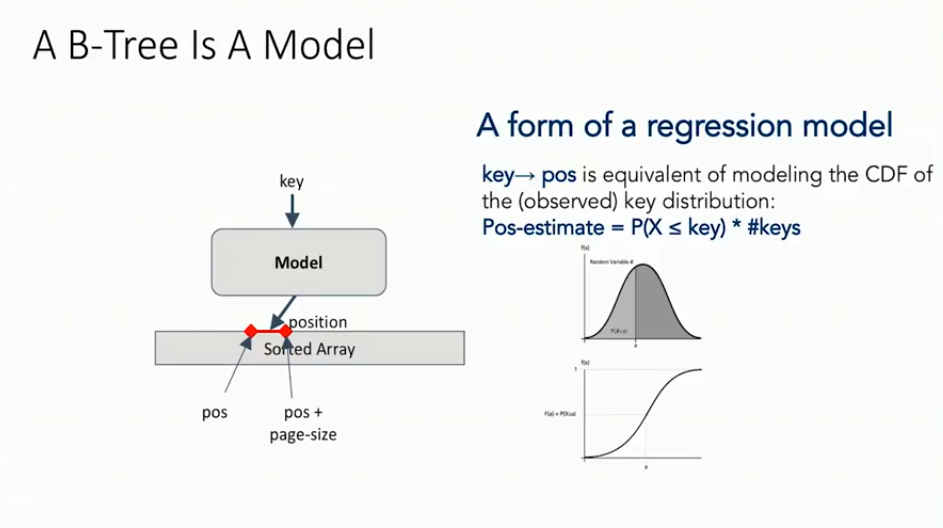 A B-Tree Is A Model
A form of a regression model
key→ pos is equivalent of modeling the CDF of
the (observed) key distribution:
Pos-estimate = P(X ≤ key) * #keys
key
Model
position
Sorted Array
pos
pos +
page-size
f(x)
Random Variable X
P(X≤a)
a
f(x)
1
F(a) = P(X≤a)
a